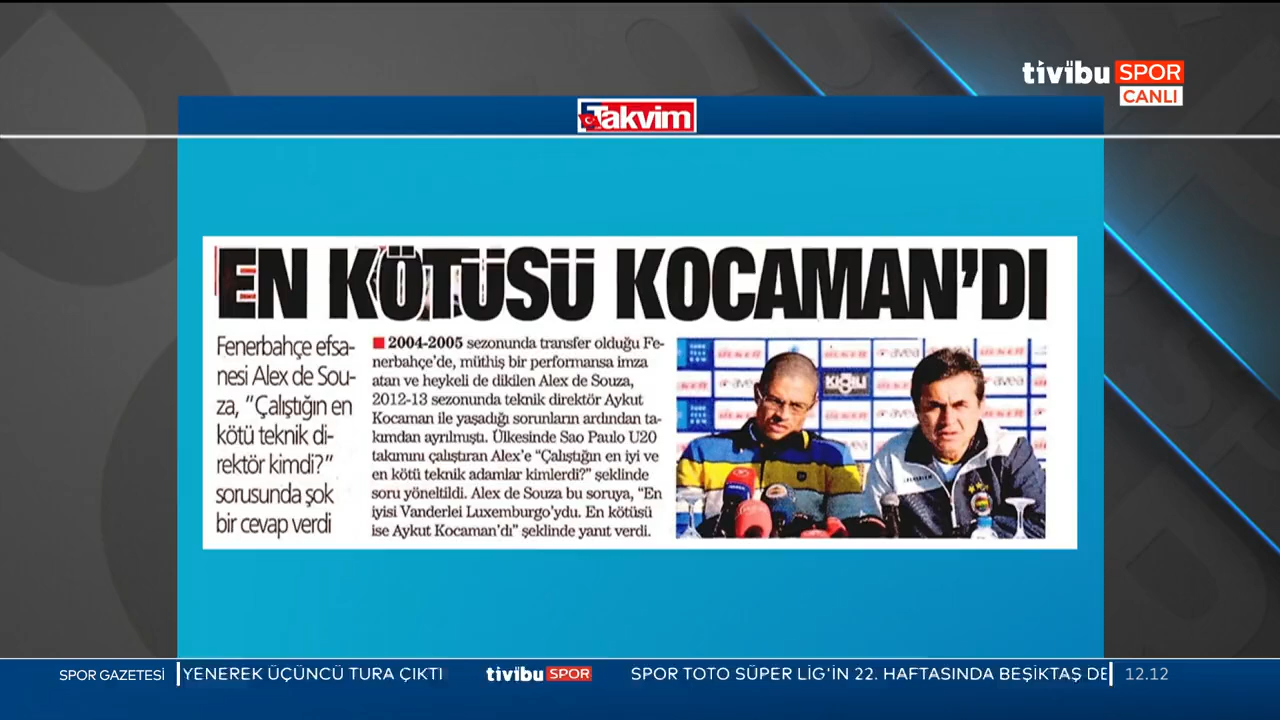 tivibu SPOR
CANLI
Takvim
EN KÖTÜSÜ KOCAMAN'DI
Fenerbahçe efsa-
nesi Alex de Sou-
za, "Çalıştığın en
kötü teknik di-
rektör kimdi?"
sorusunda şok
bir cevap verdi
2004-2005 sezonunda transfer olduğu Fe-
nerbahçe'de, müthiş bir performansa imza
atan ve heykeli de dikilen Alex de Souza,
2012-13 sezonunda teknik direktör Aykut
Kocaman ile yaşadığı sorunların ardından ta-
kımdan ayrılmıştı. Ülkesinde Sao Paulo U20
takımını çalıştıran Alex'e "Çalıştığın en iyi ve
en kötü teknik adamlar kimlerdi?" şeklinde
soru yöneltildi. Alex de Souza bu soruya, "En
iyisi Vanderlei Luxemburgo'ydu. En kötüsü
ise Aykut Kocaman'dı" şeklinde yanıt verdi.
ÜLKER
avea
KİĞILI
SPOR GAZETESİ
YENEREK ÜÇÜNCÜ TURA ÇIKTI
tivibu SPOR
SPOR TOTO SÜPER LİG'İN 22. HAFTASINDA BEŞİKTAŞ DE
12.12